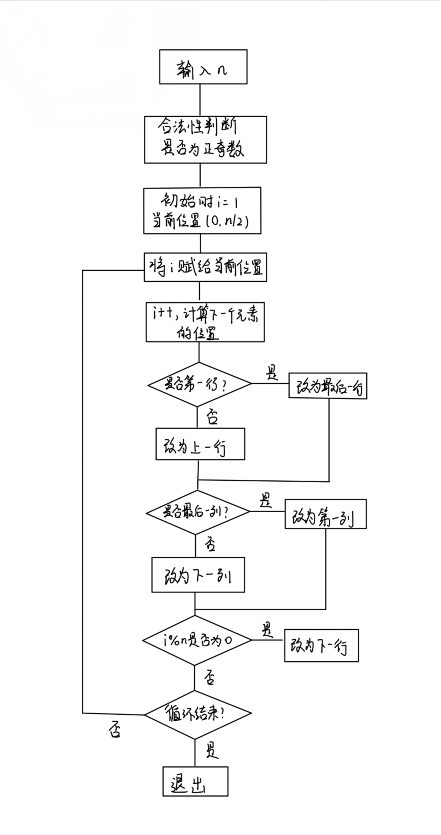 输入n
合法性判断
是否为正奇数
初始时i=1
当前位置(0,n/2)
将i赋给当前位置
i++,计算下一个元素
的位置
是否第一行?
是
改为最后一行
否
改为上一行
是否最后一列?
是
改为第一列
否
改为下一列
i%n是否为0
是
改为下一行
否
循环结束?
否
是
退出